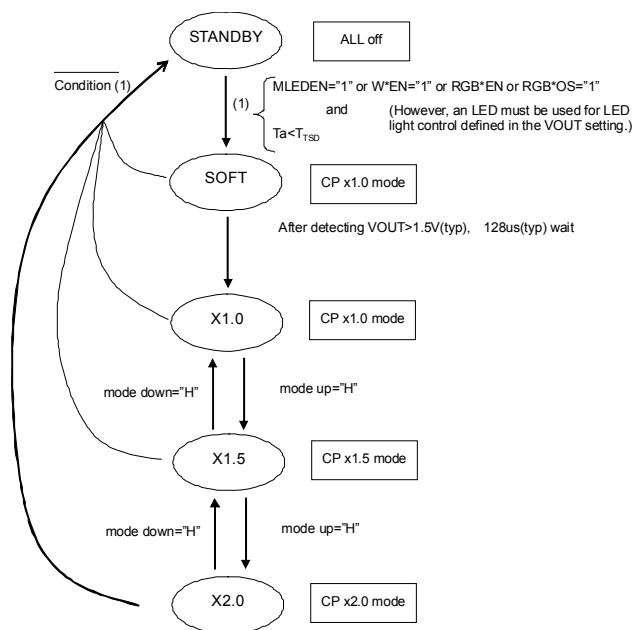 STANDBY
ALL off
Condition (1)
(1)
MLEDEN="1" or W*EN="1" or RGB*EN or RGB*OS="1"
and (However, an LED must be used for LED
light control defined in the VOUT setting.)
Ta<TTSD
SOFT
CP x1.0 mode
After detecting VOUT>1.5V(typ), 128us(typ) wait
X1.0
CP x1.0 mode
mode down="H"
mode up="H"
X1.5
CP x1.5 mode
mode down="H"
mode up="H"
X2.0
CP x2.0 mode